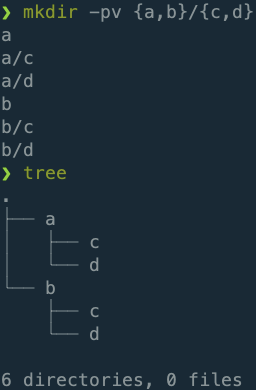 ❯ mkdir -pv {a,b}/{c,d}
a
a/c
a/d
b
b/c
b/d
❯ tree
.
├── a
│   ├── c
│   └── d
└── b
    ├── c
    └── d

6 directories, 0 files